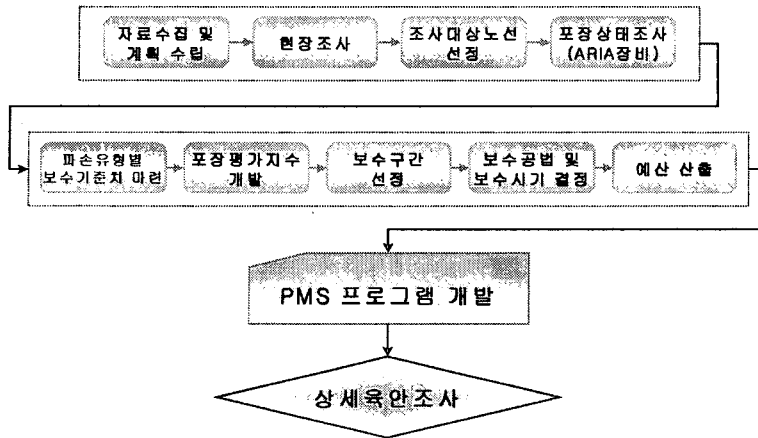 자료수집 및
계획 수립
현장조사
조사대상노선
선정
포장상태조사
(ARIA장비)
파손유형별
보수기준치 마련
포장평가지수
개발
보수구간
선정
보수공법 및
보수시기 결정
예산 산출
PMS 프로그램 개발
상세육안조사